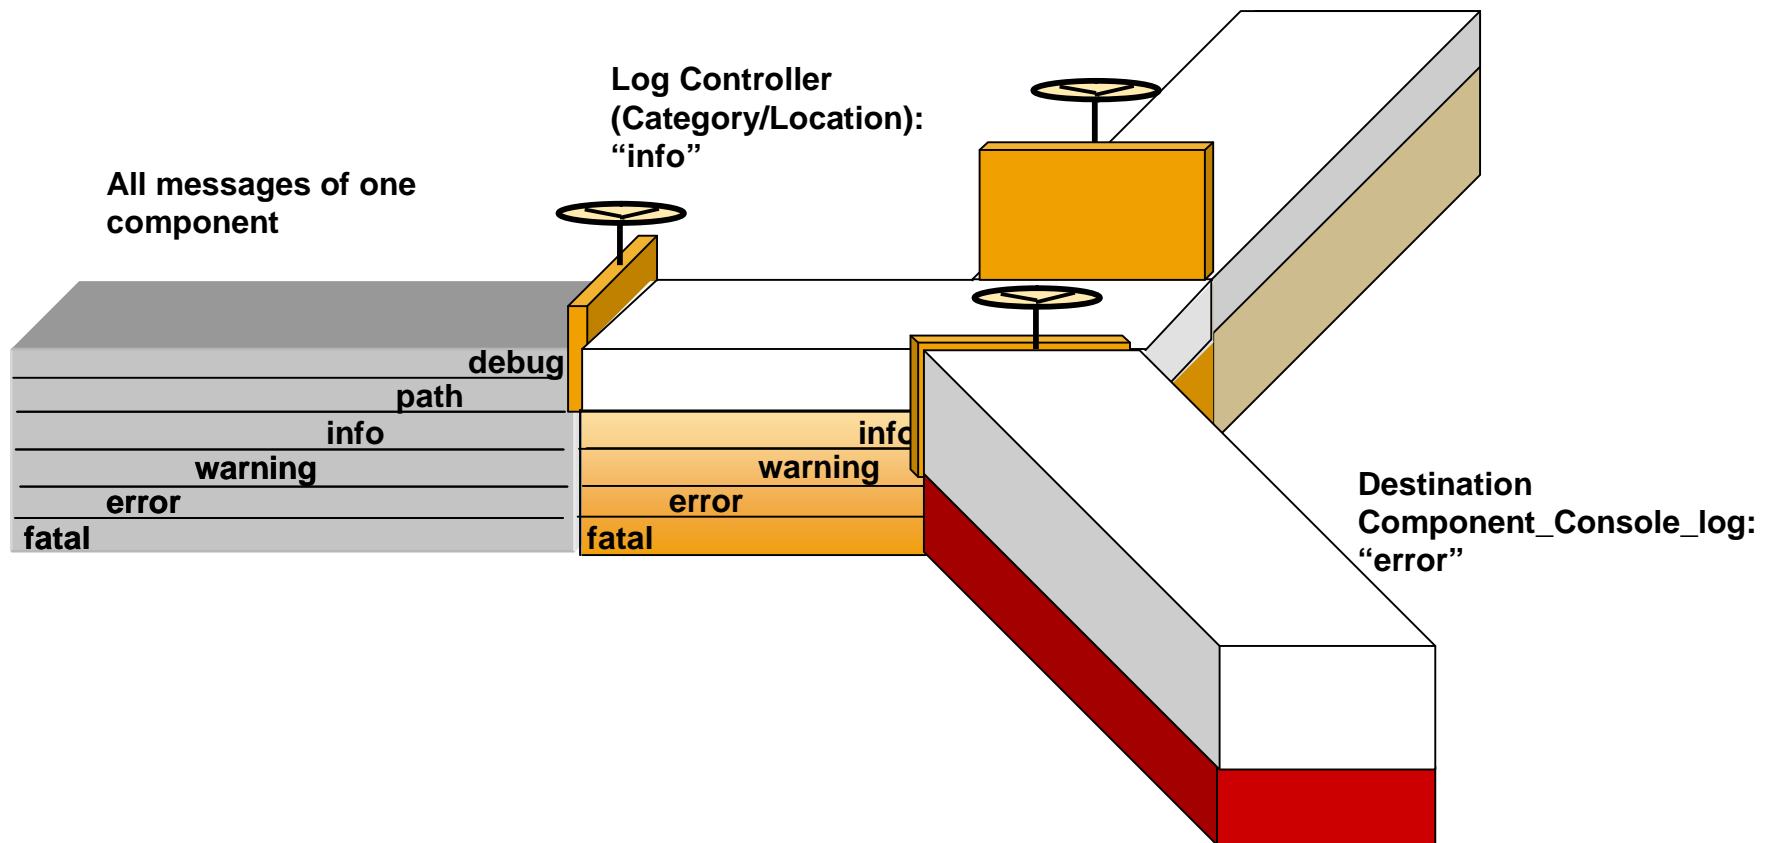 Log Controller
(Category/Location):
“info”
All messages of one
component
debug
path
info
warning
error
fatal
info
warning
error
fatal
Destination
Component_Console_log:
“error”